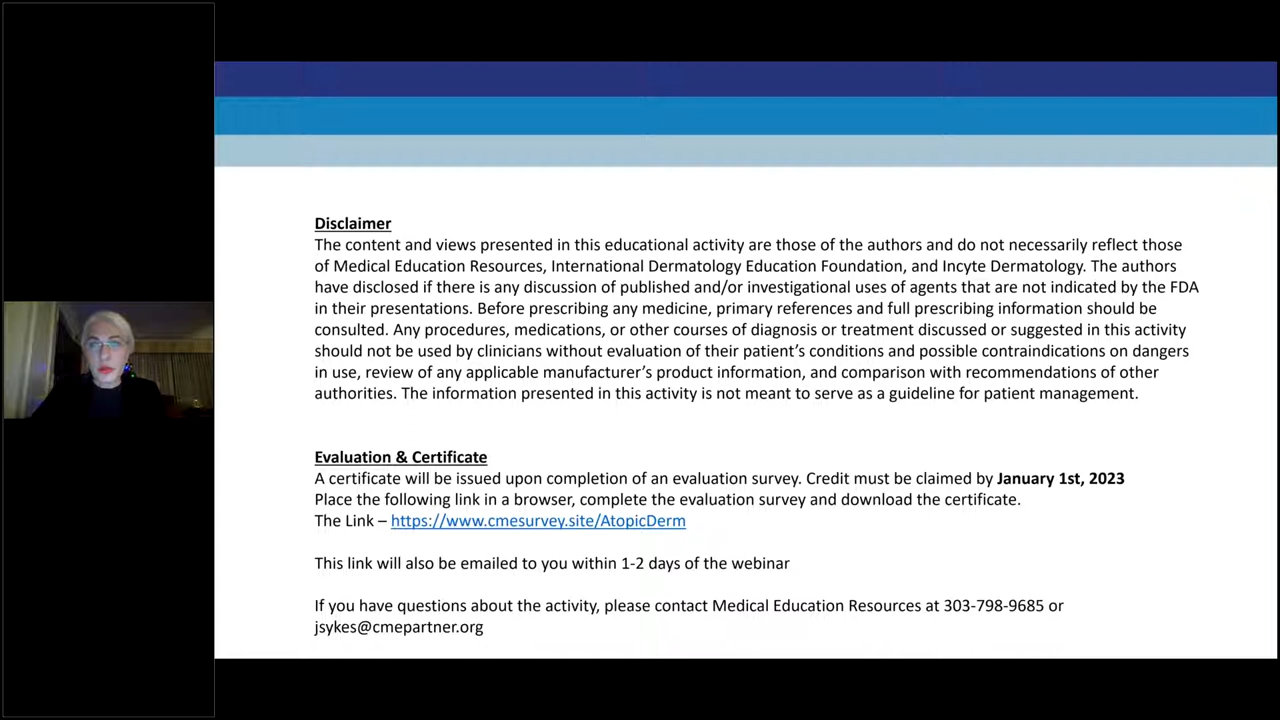 Disclaimer
The content and views presented in this educational activity are those of the authors and do not necessarily reflect those
of Medical Education Resources, International Dermatology Education Foundation, and Incyte Dermatology. The authors
have disclosed if there is any discussion of published and/or investigational uses of agents that are not indicated by the FDA
in their presentations. Before prescribing any medicine, primary references and full prescribing information should be
consulted. Any procedures, medications, or other courses of diagnosis or treatment discussed or suggested in this activity
should not be used by clinicians without evaluation of their patient’s conditions and possible contraindications on dangers
in use, review of any applicable manufacturer’s product information, and comparison with recommendations of other
authorities. The information presented in this activity is not meant to serve as a guideline for patient management.
Evaluation & Certificate
A certificate will be issued upon completion of an evaluation survey. Credit must be claimed by January 1st, 2023
Place the following link in a browser, complete the evaluation survey and download the certificate.
The Link – https://www.cmesurvey.site/AtopicDerm
This link will also be emailed to you within 1-2 days of the webinar
If you have questions about the activity, please contact Medical Education Resources at 303-798-9685 or
jsykes@cmepartner.org